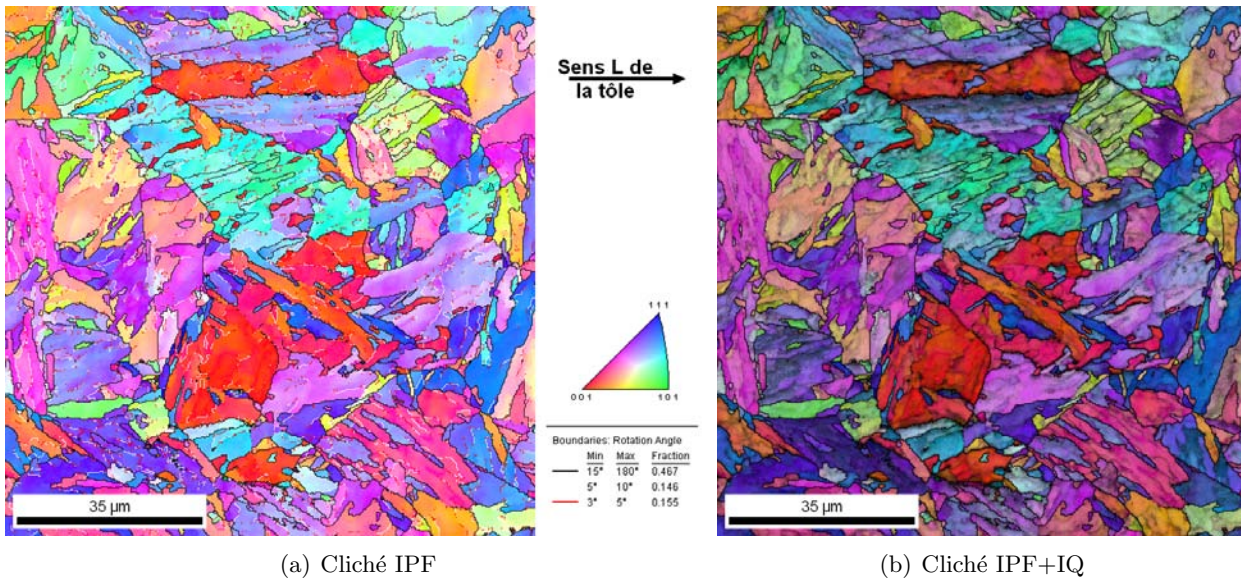 Sens L de
la tôle
111
001 101
Boundaries: Rotation Angle
Min Max Fraction
15° 180° 0.467
5° 10° 0.146
3° 5° 0.155
35 µm
35 µm
(a) Cliché IPF
(b) Cliché IPF+IQ